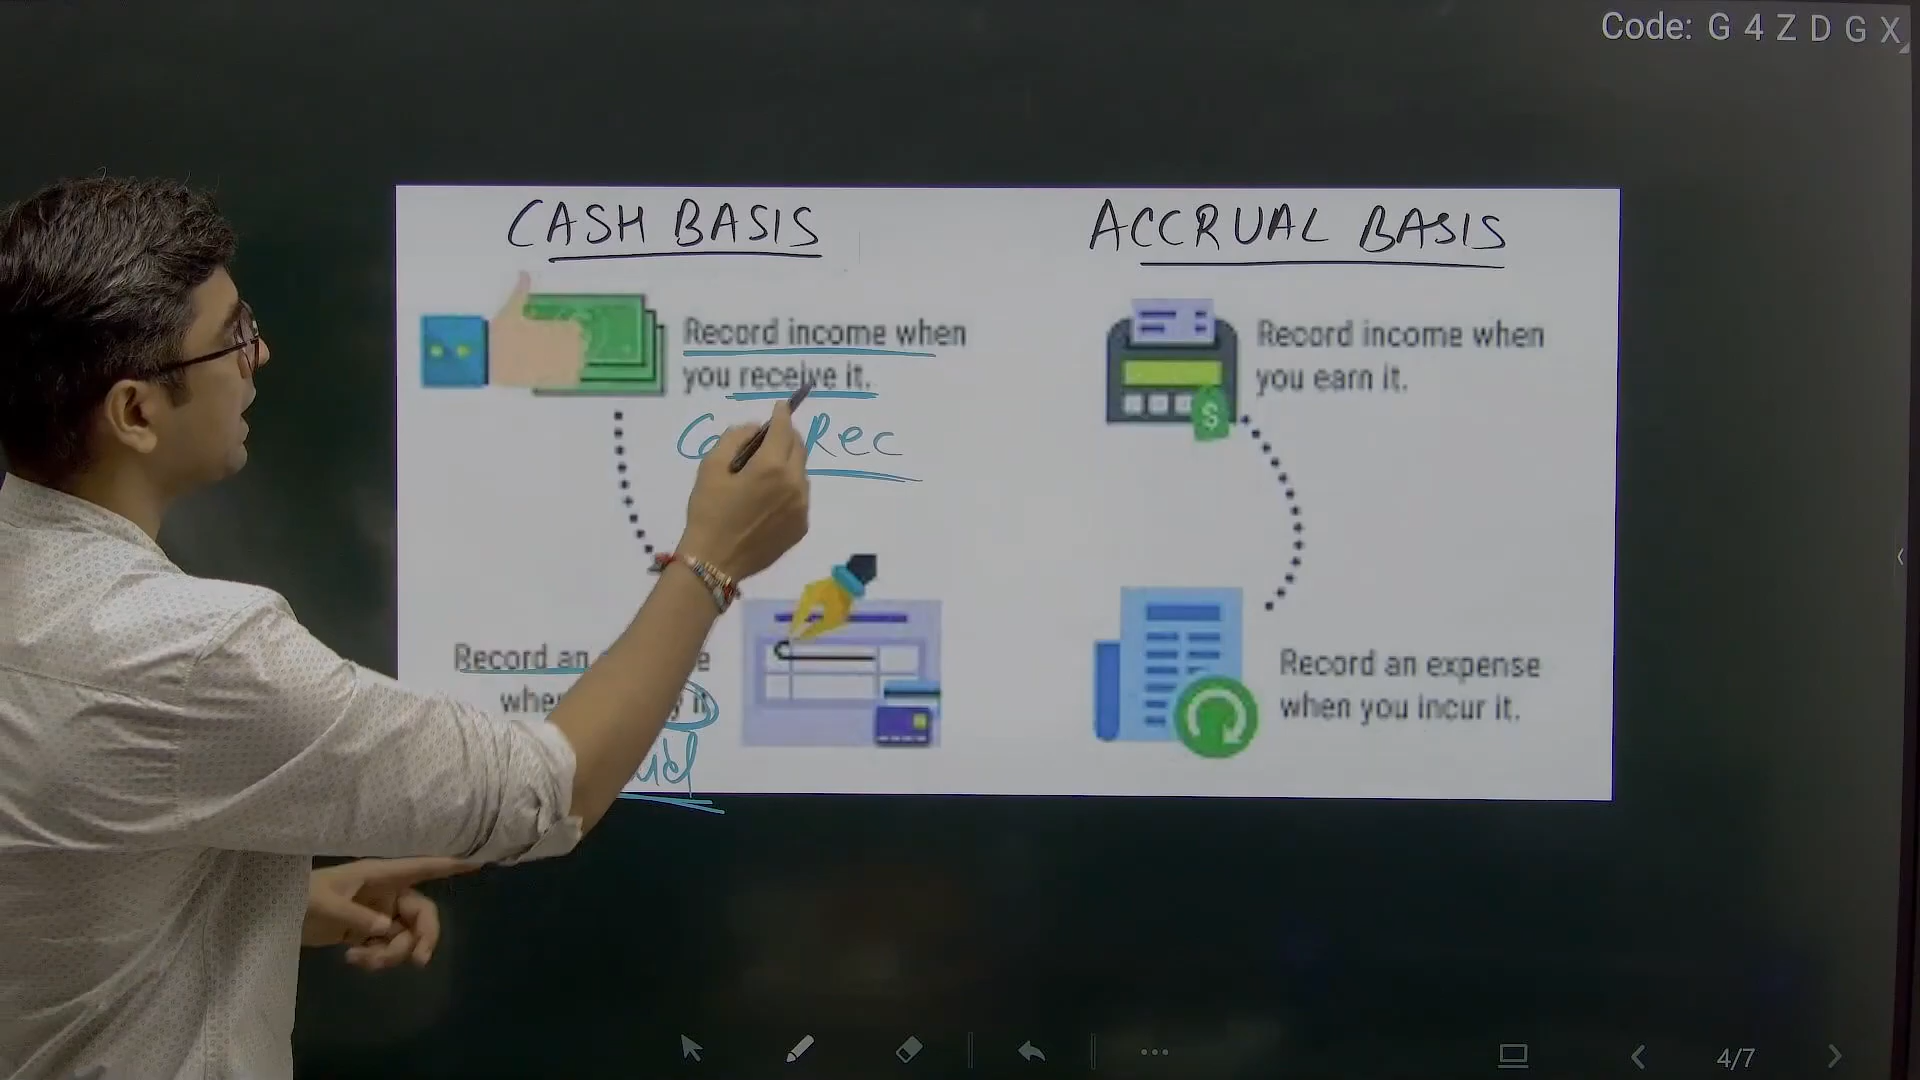 Code: G 4 Z D G X
CASH BASIS
ACCRUAL BASIS
Record income when
you receive it.
Rec
Record income when
you earn it.
Record an
it
Record an expense
when you incur it.
4/7